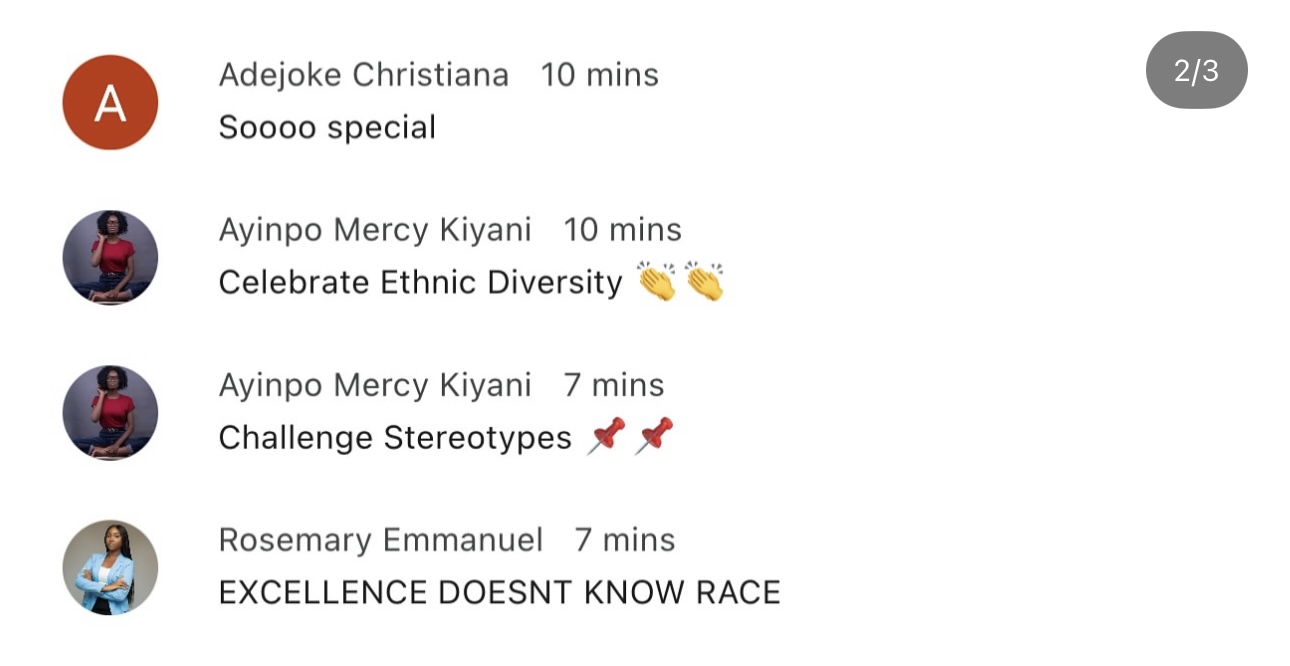 2/3
A
Adejoke Christiana 10 mins
Soooo special
Ayinpo Mercy Kiyani 10 mins
Celebrate Ethnic Diversity 👏👏
Ayinpo Mercy Kiyani 7 mins
Challenge Stereotypes 📌📌
Rosemary Emmanuel 7 mins
EXCELLENCE DOESNT KNOW RACE